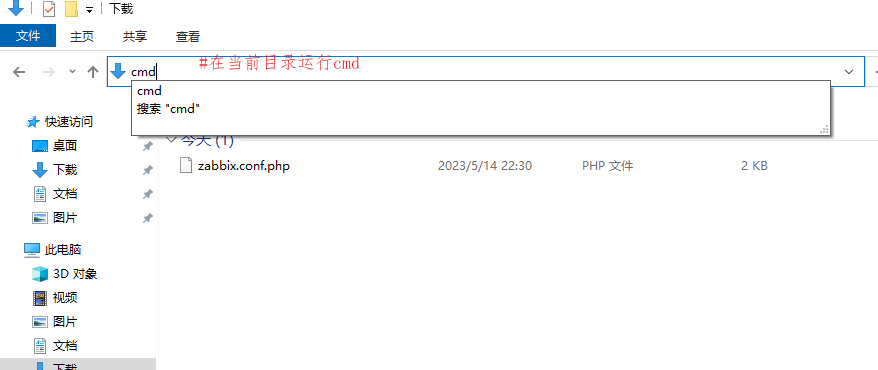 下载
文件 主页 共享 查看
cmd #在当前目录运行cmd
cmd
搜索 "cmd"
快速访问
今天 (1)
桌面
下载
zabbix.conf.php 2023/5/14 22:30 PHP 文件 2 KB
文档
图片
此电脑
3D 对象
视频
图片
文档
下载